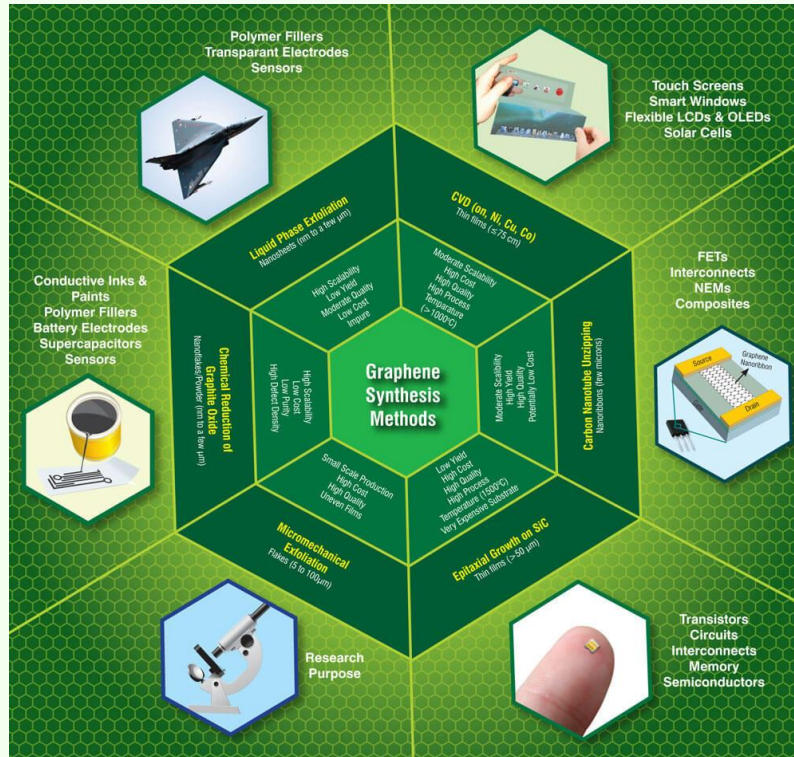 Polymer Fillers
Transparant Electrodes
Sensors
Touch Screens
Smart Windows
Flexible LCDs & OLEDs
Solar Cells
Liquid Phase Exfoliation
Nanosheets (nm to a few µm)
CVD (on, Ni, Cu, Co)
Thin films (≤75 cm)
High Scalability
Low Yield
Moderate Quality
Low Cost
Impure
Moderate Scalability
High Cost
High Quality
High Process
Temparature
(>1000°C)
Conductive Inks &
Paints
Polymer Fillers
Battery Electrodes
Supercapacitors
Sensors
Chemical Reduction of
Graphite Oxide
Nanoflakes/Powder (nm to a few µm)
High Scalability
Low Cost
Low Purity
High Defect Density
Graphene
Synthesis
Methods
Moderate Scalibility
High Yield
High Quality
Potentially Low Cost
Carbon Nanotube Unzipping
Nanoribbons (few microns)
FETs
Interconnects
NEMs
Composites
Source
Graphene
Nanoribbon
Drain
Small Scale Production
High Cost
High Quality
Uneven Films
Low Yield
High Cost
High Quality
High Process
Temperature (1500°C)
Very Expensive Substrate
Micromechanical
Exfoliation
Flakes (5 to 100µm)
Epitaxial Growth on SiC
Thin films (>50 µm)
Research
Purpose
Transistors
Circuits
Interconnects
Memory
Semiconductors